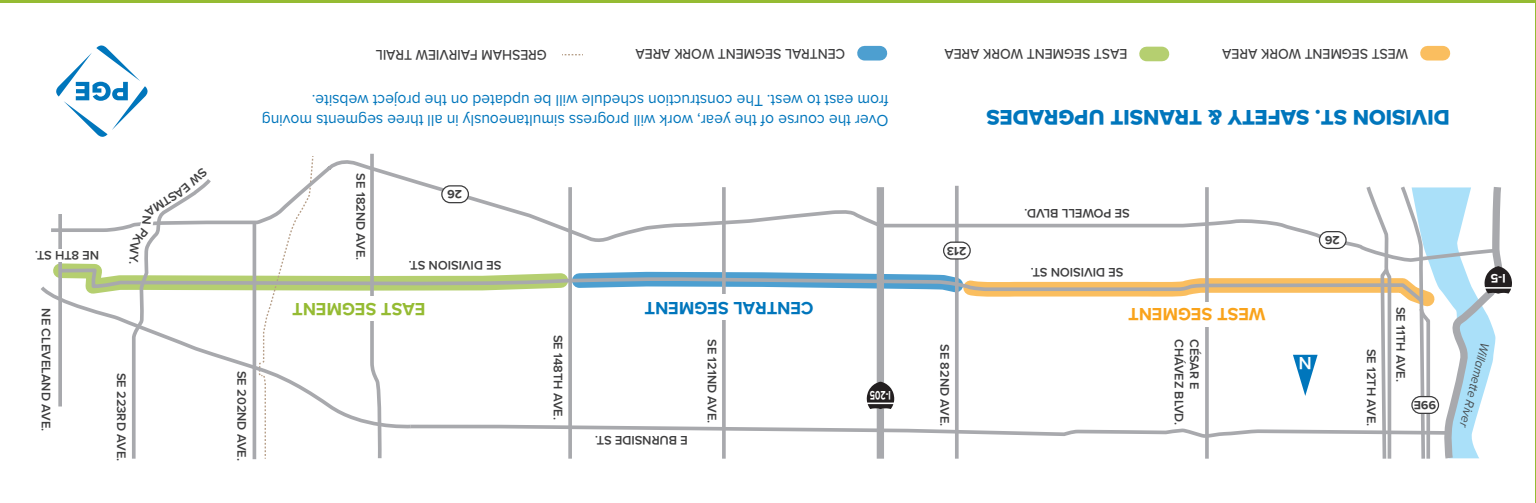 E BURNSIDE ST.
99E
Willamette River
SE 11TH AVE.
SE 12TH AVE.
N
CÉSAR E
CHÁVEZ BLVD.
SE 82ND AVE.
I-205
SE 121ND AVE.
SE 148TH AVE.
SE 202ND AVE.
SE 223RD AVE.
NE CLEVELAND AVE.
WEST SEGMENT
CENTRAL SEGMENT
EAST SEGMENT
I-5
SE DIVISION ST.
213
SE DIVISION ST.
NE 8TH ST.
26
SE POWELL BLVD.
26
SE 182ND AVE.
SW EASTMAN PKWY.
DIVISION ST. SAFETY & TRANSIT UPGRADES
Over the course of the year, work will progress simultaneously in all three segments moving
from east to west. The construction schedule will be updated on the project website.
PGE
WEST SEGMENT WORK AREA
EAST SEGMENT WORK AREA
CENTRAL SEGMENT WORK AREA
GRESHAM FAIRVIEW TRAIL